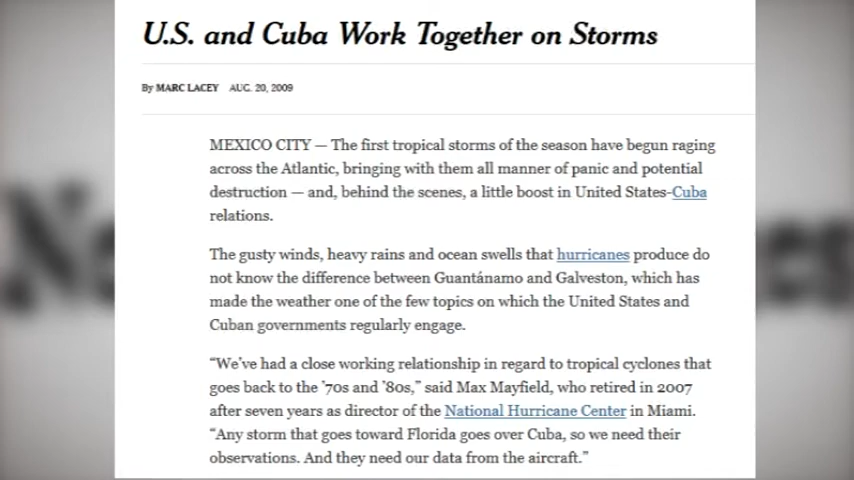 U.S. and Cuba Work Together on Storms
By MARC LACEY AUG. 20, 2009
MEXICO CITY — The first tropical storms of the season have begun raging
across the Atlantic, bringing with them all manner of panic and potential
destruction — and, behind the scenes, a little boost in United States-Cuba
relations.
The gusty winds, heavy rains and ocean swells that hurricanes produce do
not know the difference between Guantánamo and Galveston, which has
made the weather one of the few topics on which the United States and
Cuban governments regularly engage.
“We’ve had a close working relationship in regard to tropical cyclones that
goes back to the ’70s and ’80s,” said Max Mayfield, who retired in 2007
after seven years as director of the National Hurricane Center in Miami.
“Any storm that goes toward Florida goes over Cuba, so we need their
observations. And they need our data from the aircraft.”